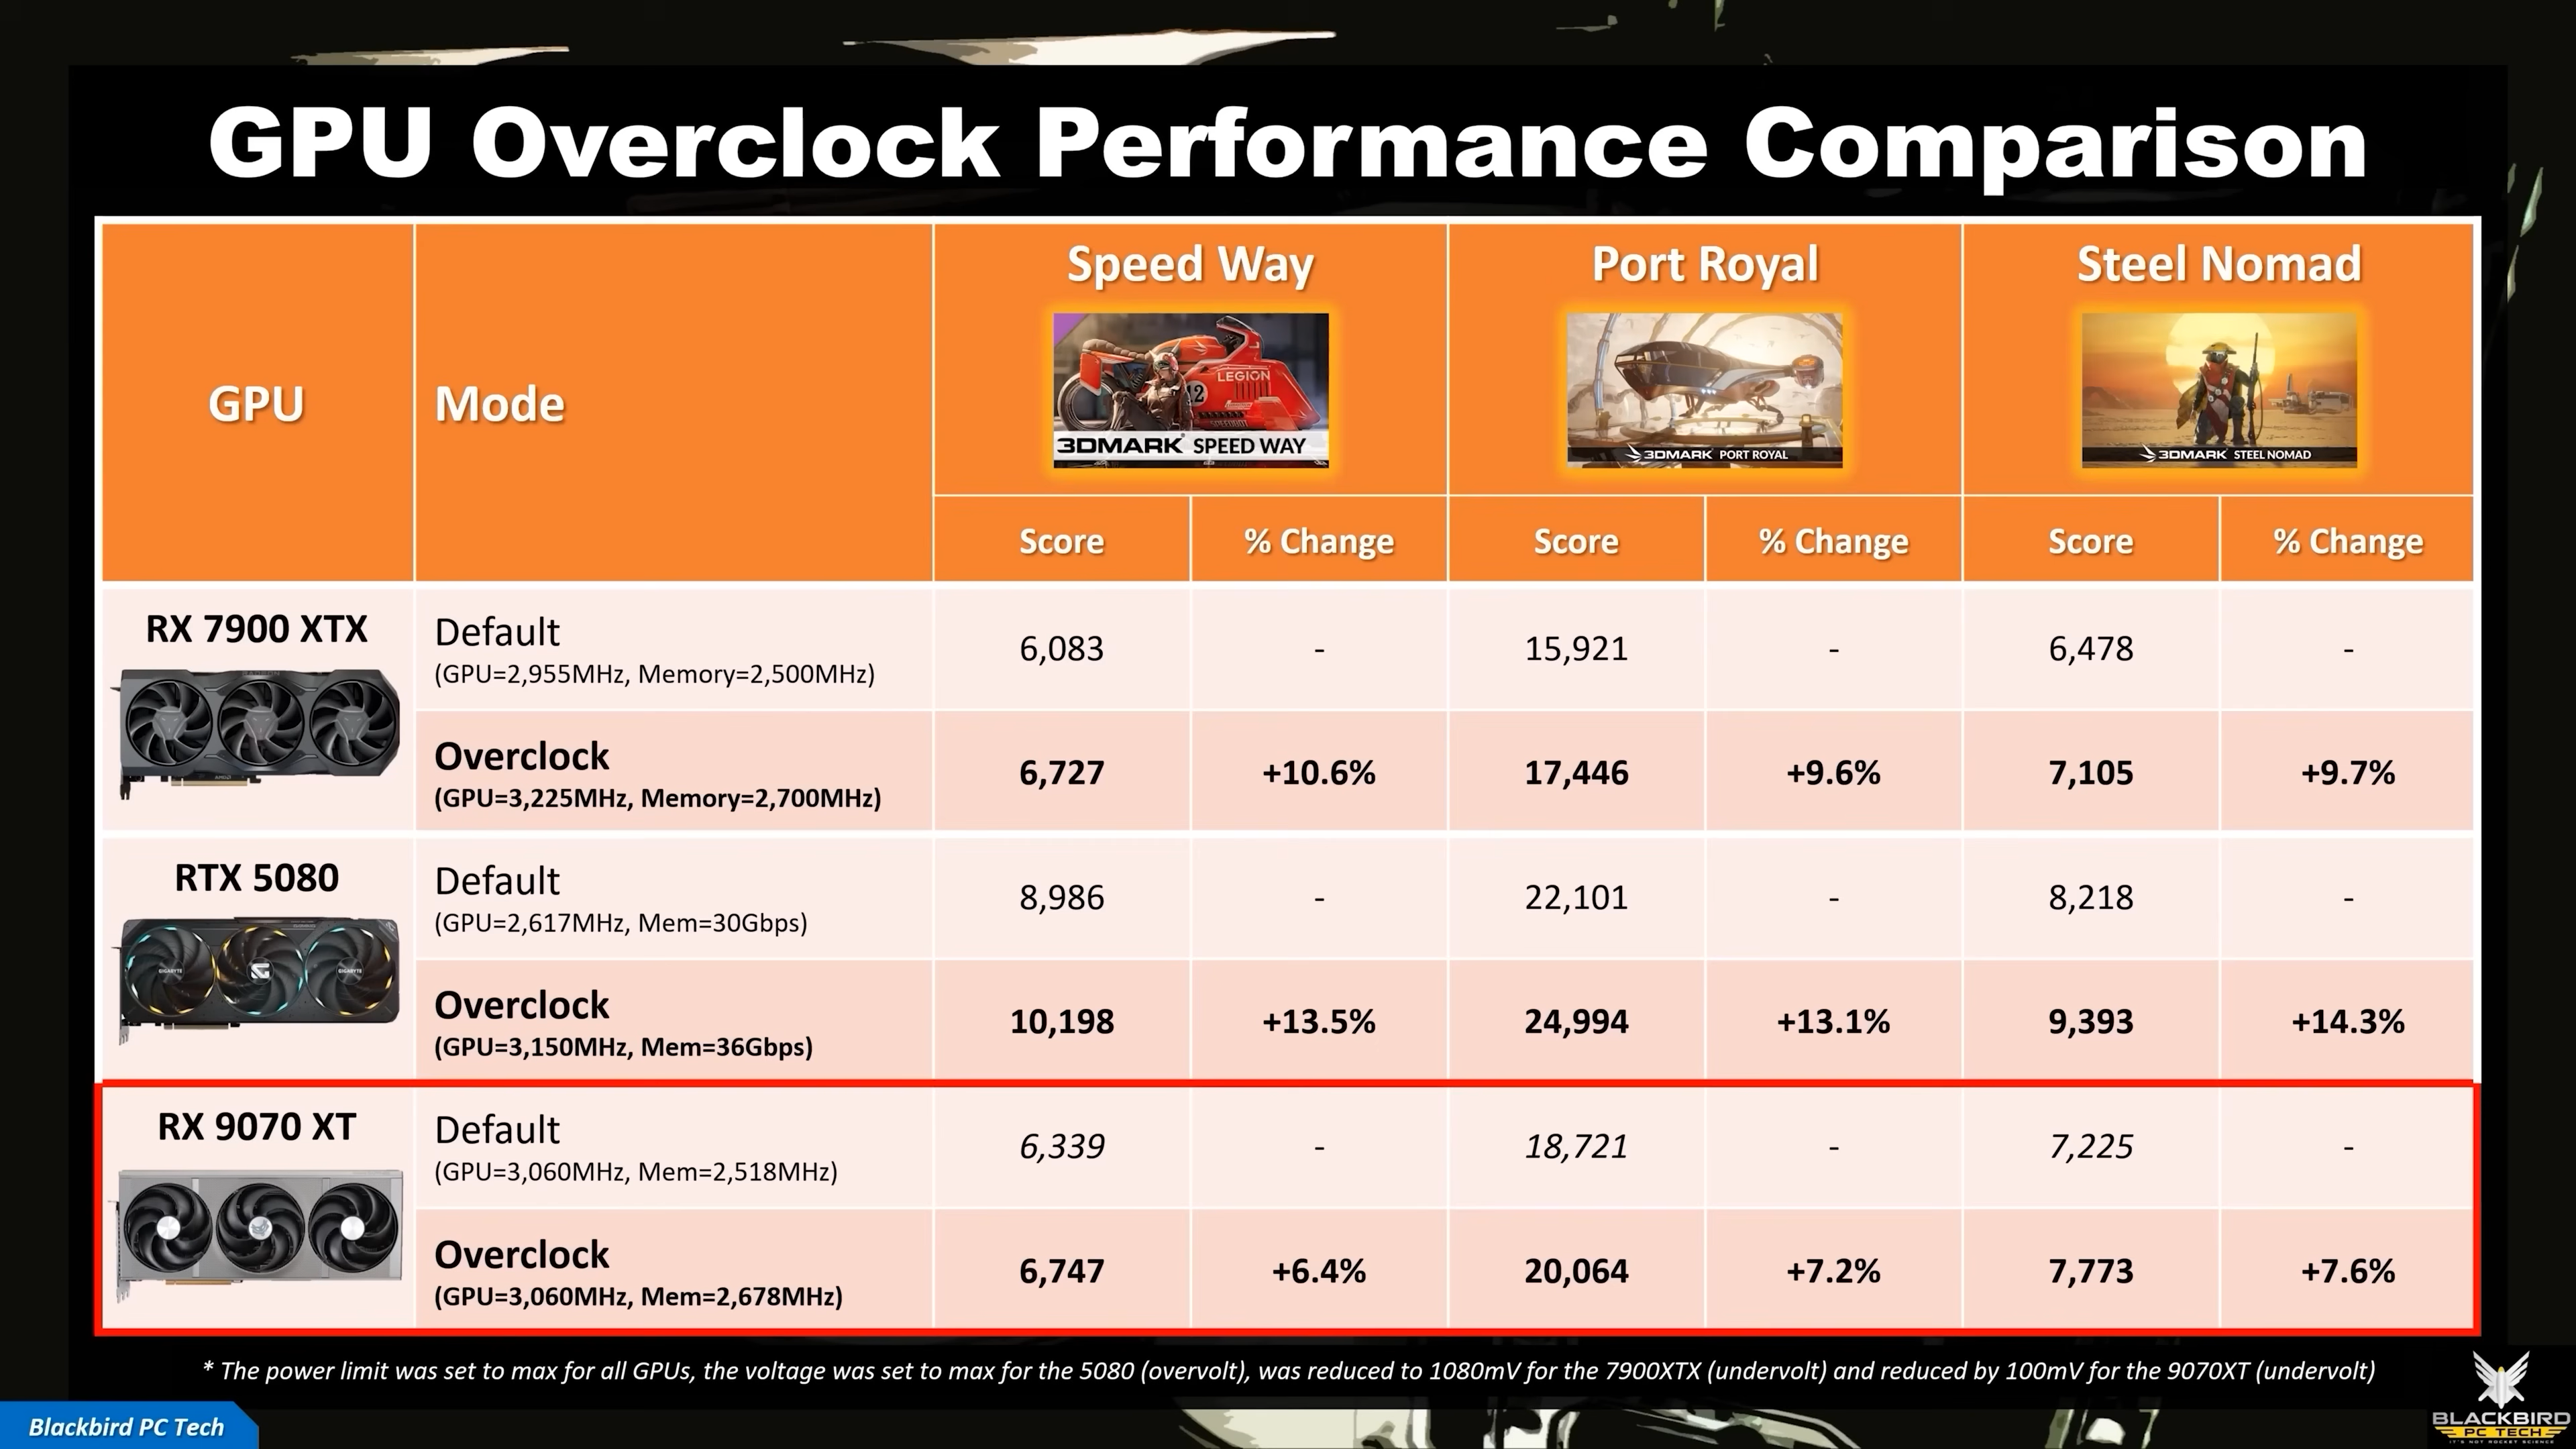 GPU Overclock Performance Comparison
GPU
Mode
Speed Way
Port Royal
Steel Nomad
LEGION
12
3DMARK SPEED WAY
3DMARK PORT ROYAL
3DMARK STEEL NOMAD
Score
% Change
Score
% Change
Score
% Change
RX 7900 XTX
Default
(GPU=2,955MHz, Memory=2,500MHz)
6,083
-
15,921
-
6,478
-
Overclock
(GPU=3,225MHz, Memory=2,700MHz)
6,727
+10.6%
17,446
+9.6%
7,105
+9.7%
RTX 5080
Default
(GPU=2,617MHz, Mem=30Gbps)
8,986
-
22,101
-
8,218
-
GIGABYTE
GIGABYTE
Overclock
(GPU=3,150MHz, Mem=36Gbps)
10,198
+13.5%
24,994
+13.1%
9,393
+14.3%
RX 9070 XT
Default
(GPU=3,060MHz, Mem=2,518MHz)
6,339
-
18,721
-
7,225
-
Overclock
(GPU=3,060MHz, Mem=2,678MHz)
6,747
+6.4%
20,064
+7.2%
7,773
+7.6%
* The power limit was set to max for all GPUs, the voltage was set to max for the 5080 (overvolt), was reduced to 1080mV for the 7900XTX (undervolt) and reduced by 100mV for the 9070XT (undervolt)
Blackbird PC Tech
BLACKBIRD
PC TECH
IT'S NOT ROCKET SCIENCE